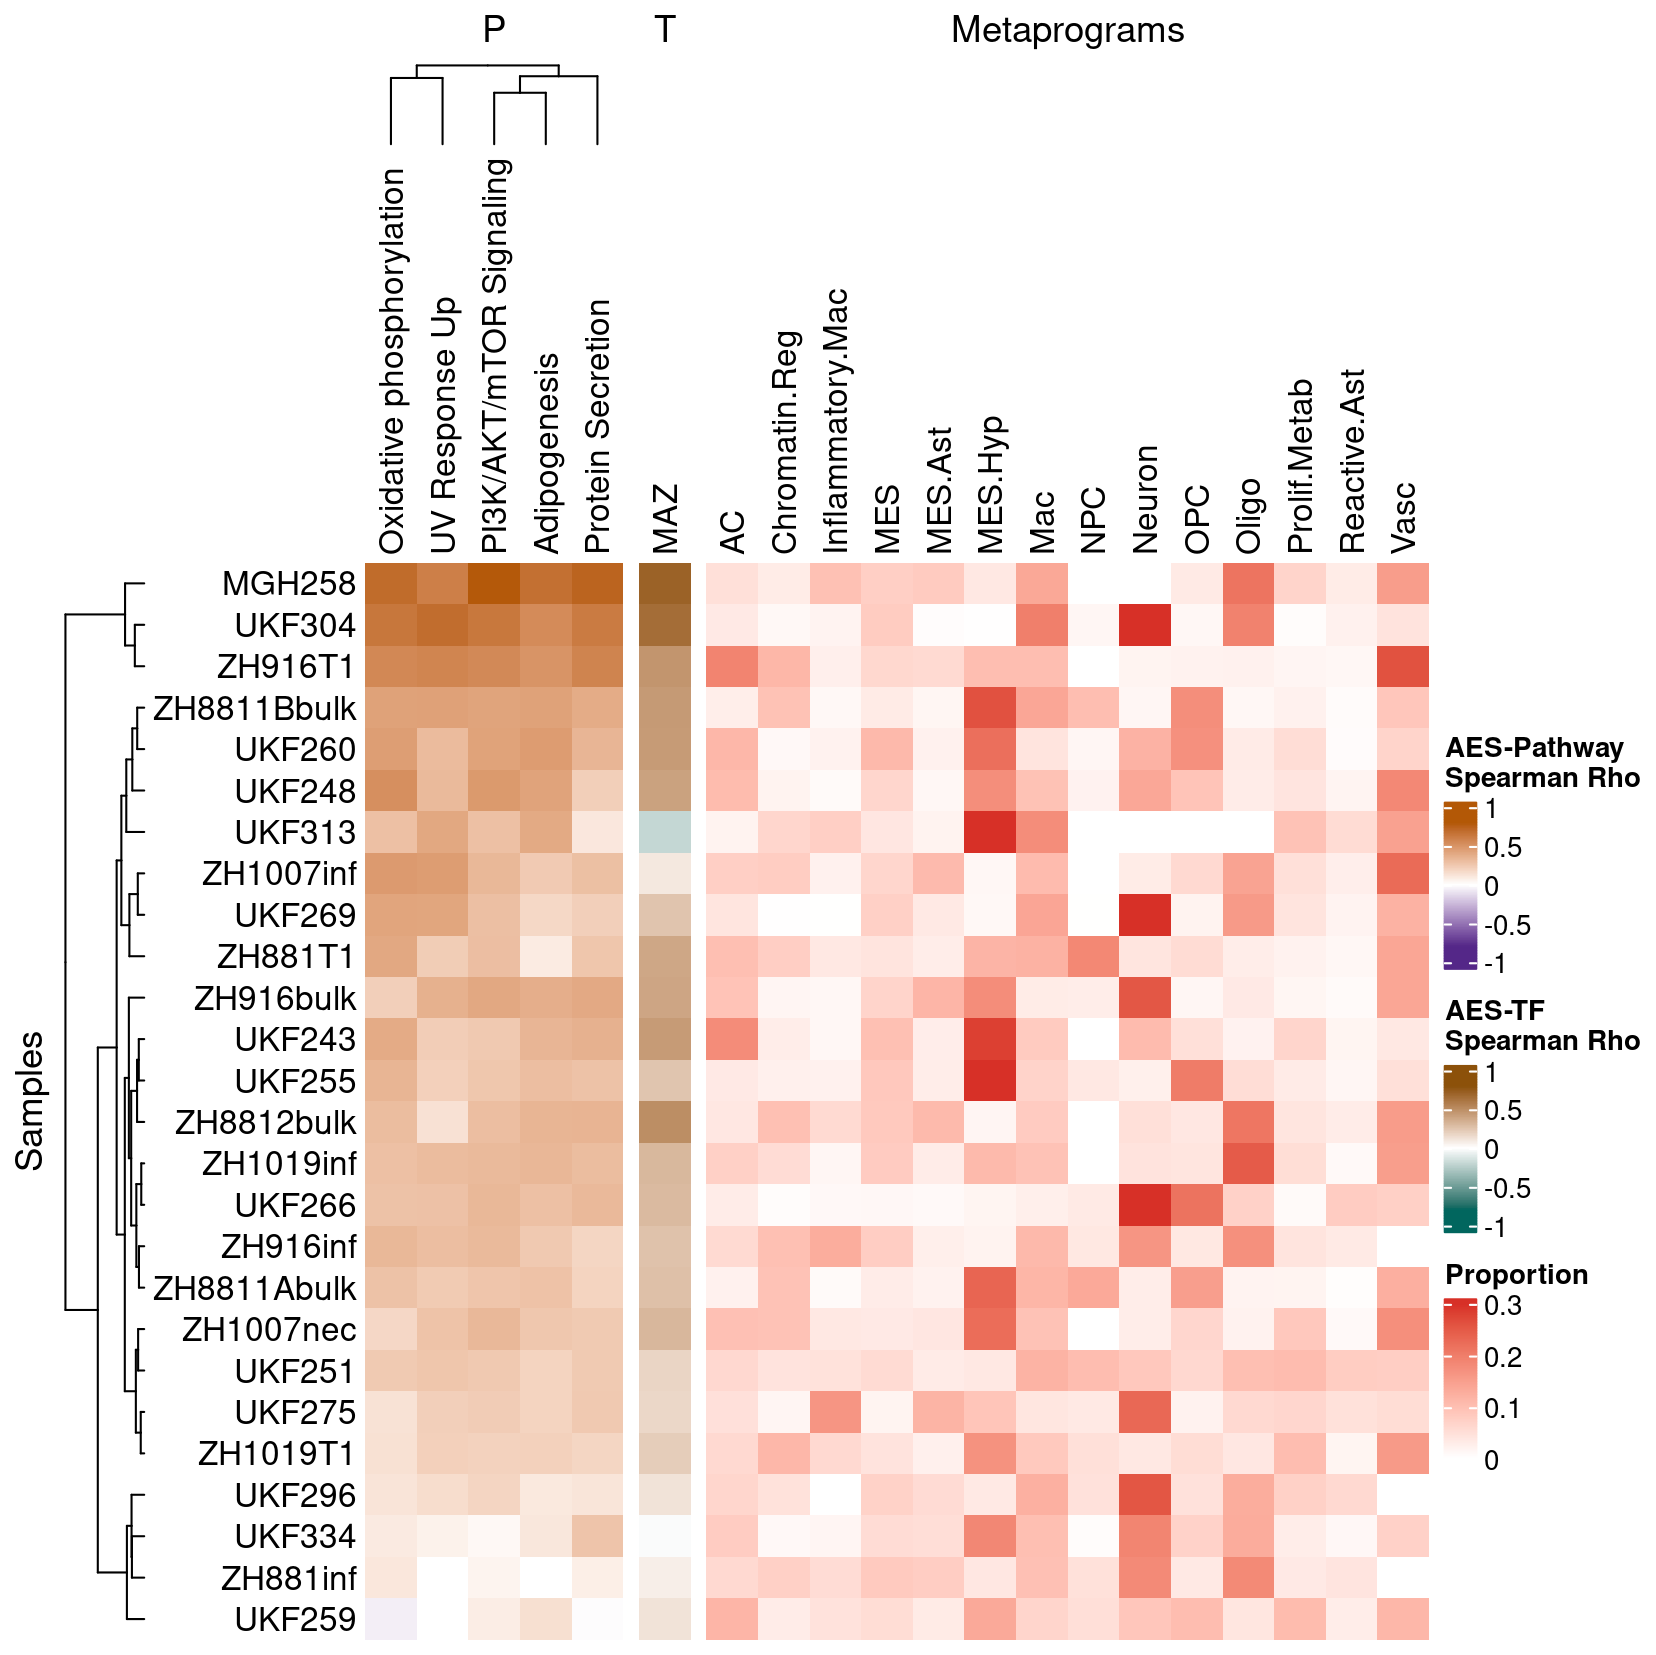 P T Metaprograms
Oxidative phosphorylation
UV Response Up
PI3K/AKT/mTOR Signaling
Adipogenesis
Protein Secretion
MAZ
AC
Chromatin.Reg
Inflammatory.Mac
MES
MES.Ast
MES.Hyp
Mac
NPC
Neuron
OPC
Oligo
Prolif.Metab
Reactive.Ast
Vasc
Samples
MGH258
UKF304
ZH916T1
ZH8811Bbulk
UKF260
UKF248
UKF313
ZH1007inf
UKF269
ZH881T1
ZH916bulk
UKF243
UKF255
ZH8812bulk
ZH1019inf
UKF266
ZH916inf
ZH8811Abulk
ZH1007nec
UKF251
UKF275
ZH1019T1
UKF296
UKF334
ZH881inf
UKF259
AES-Pathway
Spearman Rho
1
0.5
0
-0.5
-1
AES-TF
Spearman Rho
1
0.5
0
-0.5
-1
Proportion
0.3
0.2
0.1
0